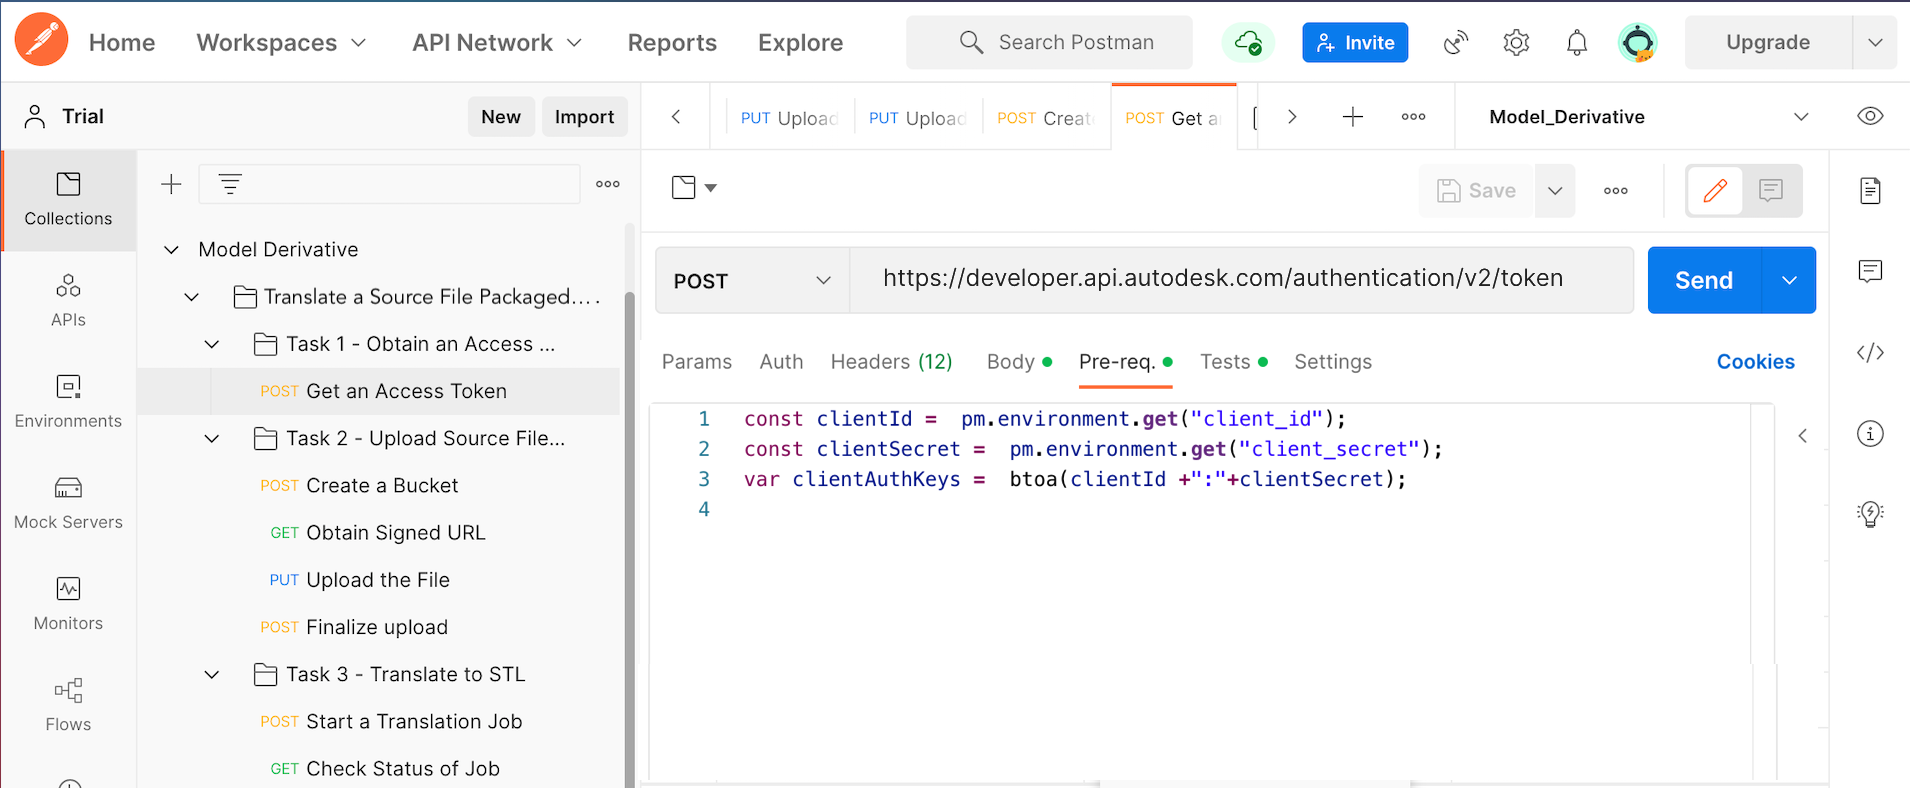 Home Workspaces API Network Reports Explore Search Postman Invite Upgrade
Trial New Import
PUT Upload PUT Upload POST Creat POST Get a Model_Derivative
Collections
APIs
Environments
Mock Servers
Monitors
Flows
Model Derivative
Translate a Source File Packaged....
Task 1 - Obtain an Access ...
POST Get an Access Token
Task 2 - Upload Source File...
POST Create a Bucket
GET Obtain Signed URL
PUT Upload the File
POST Finalize upload
Task 3 - Translate to STL
POST Start a Translation Job
GET Check Status of Job
Save
POST https://developer.api.autodesk.com/authentication/v2/token Send
Params Auth Headers (12) Body Pre-req. Tests Settings Cookies
1 const clientId = pm.environment.get("client_id");
2 const clientSecret = pm.environment.get("client_secret");
3 var clientAuthKeys = btoa(clientId +":"+clientSecret);
4